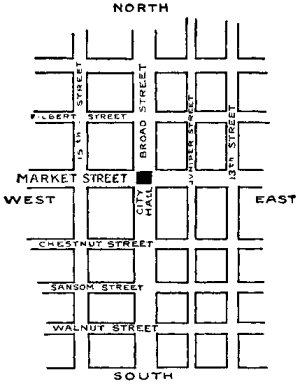 NORTH
15th STREET
BROAD STREET
JUNIPER STREET
13th STREET
FILBERT STREET
MARKET STREET
CITY HALL
WEST
EAST
CHESTNUT STREET
SANSOM STREET
WALNUT STREET
SOUTH